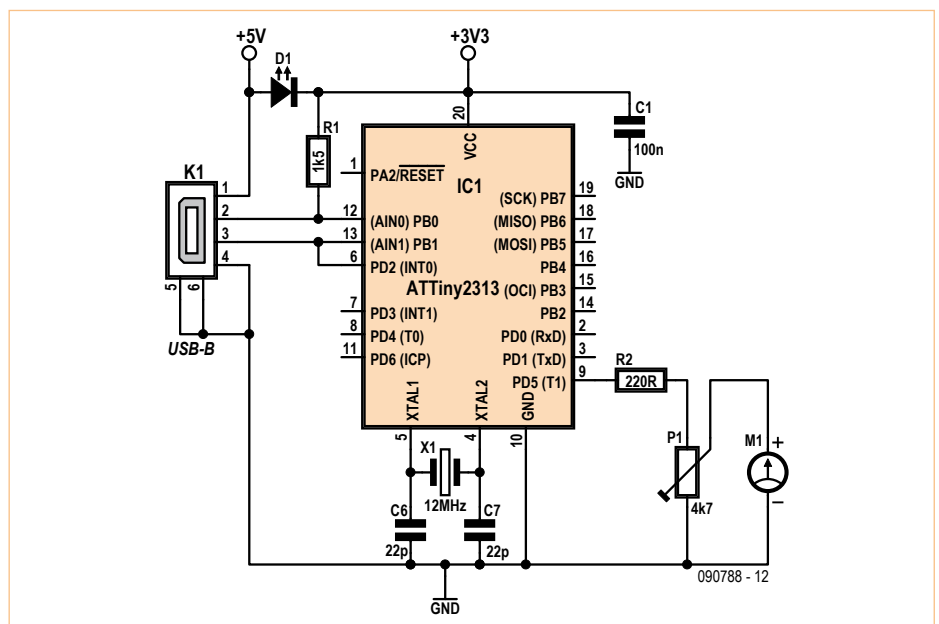 +5V
+3V3
D1
R1
1k5
20
VCC
C1
100n
GND
K1
1
2
3
4
5
6
USB-B
1
PA2/RESET
IC1
12
(AIN0) PB0
13
(AIN1) PB1
6
PD2 (INT0)
ATTiny2313
7
PD3 (INT1)
8
PD4 (T0)
11
PD6 (ICP)
(SCK) PB7
19
(MISO) PB6
18
(MOSI) PB5
17
PB4
16
(OCI) PB3
15
PB2
14
PD0 (RxD)
2
PD1 (TxD)
3
PD5 (T1)
9
XTAL1
XTAL2
GND
5
4
10
R2
220R
P1
4k7
M1
+
–
X1
12MHz
C6
22p
C7
22p
GND
090788 - 12